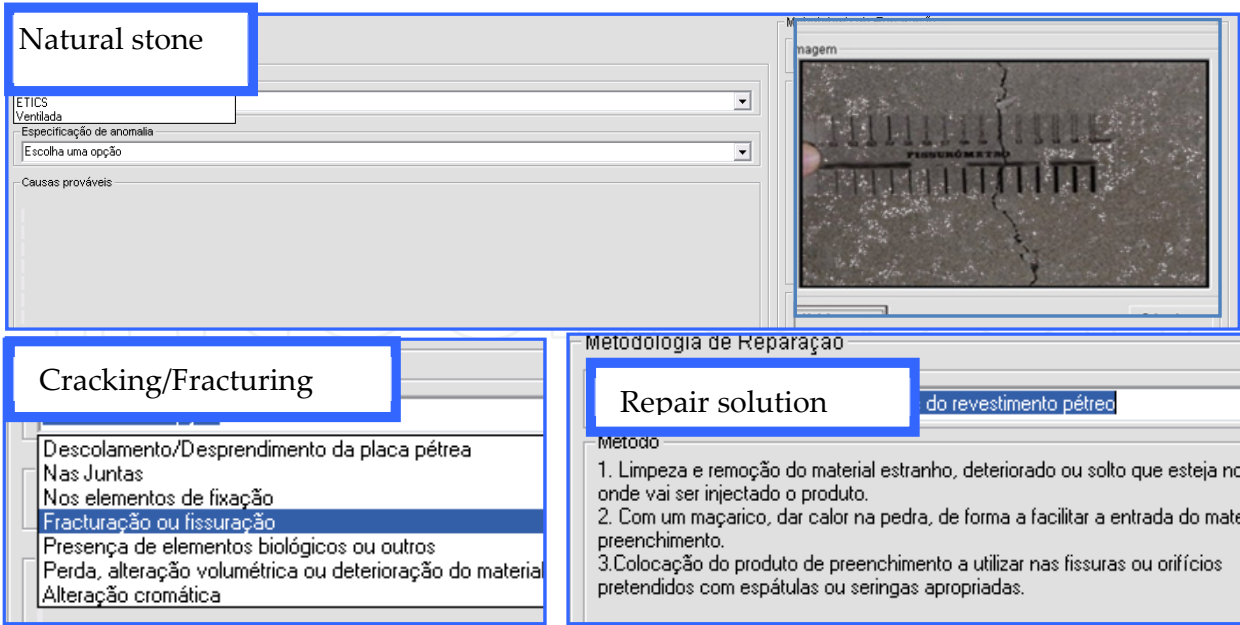 Natural stone
ETICS
Ventilada
Especificação de anomalia
Escolha uma opção
Causas prováveis
magem
FISSURÓMETRO
Cracking/Fracturing
Descolamento/Desprendimento da placa pétrea
Nas Juntas
Nos elementos de fixação
Fracturação ou fissuração
Presença de elementos biológicos ou outros
Perda, alteração volumétrica ou deterioração do material
Alteração cromática
Metodologia de Reparação
Repair solution
do revestimento pétreo
Método
1. Limpeza e remoção do material estranho, deteriorado ou solto que esteja no
onde vai ser injectado o produto.
2. Com um maçarico, dar calor na pedra, de forma a facilitar a entrada do mate
preenchimento.
3.Colocação do produto de preenchimento a utilizar nas fissuras ou orifícios
pretendidos com espátulas ou seringas apropriadas.